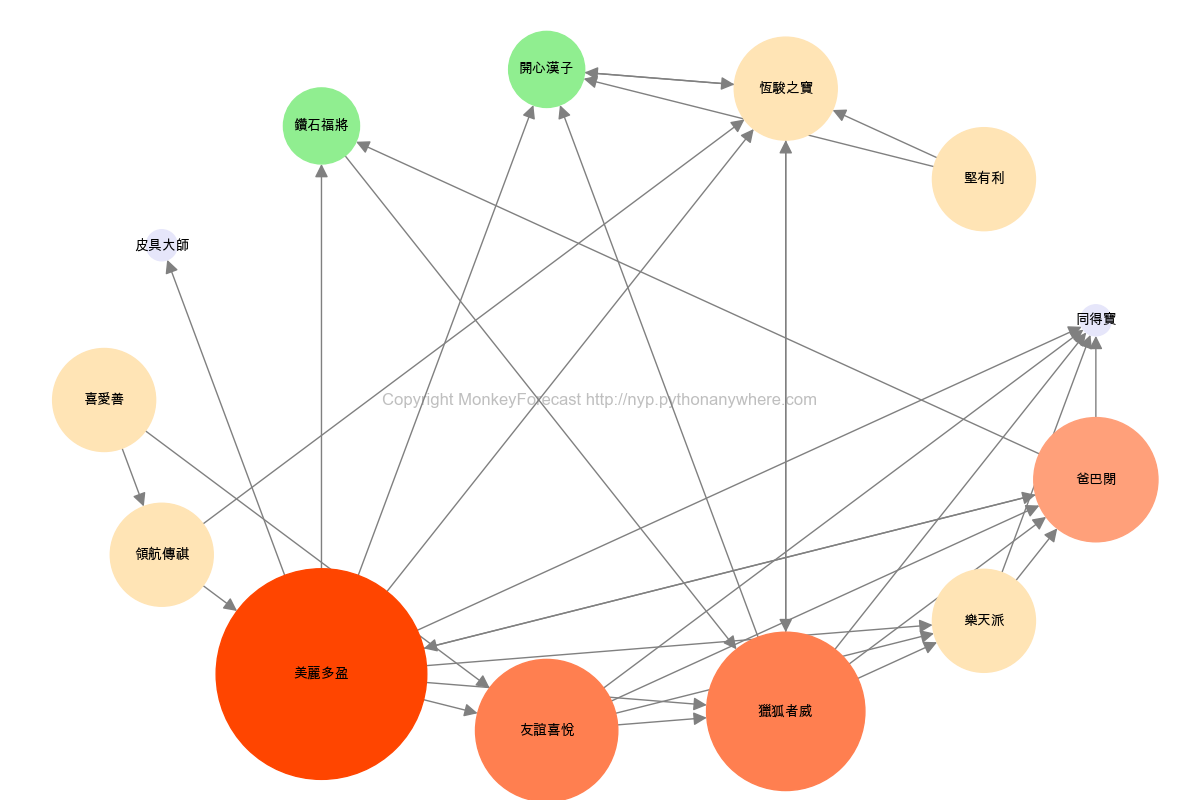 開心漢子
恆駿之寶
鑽石福將
堅有利
皮具大師
同得寶
喜愛善
Copyright MonkeyForecast http://nyp.pythonanywhere.com
爸巴閉
領航傳祺
樂天派
美麗多盈
獵狐者威
友誼喜悅